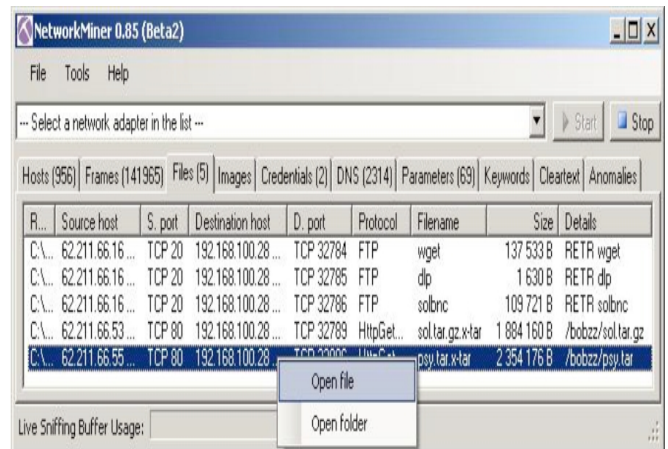 NetworkMiner 0.85 (Beta2)
File Tools Help
--- Select a network adapter in the list ---
Start
Stop
Hosts (956) Frames (141965) Files (5) Images Credentials (2) DNS (2314) Parameters (69) Keywords Cleartext Anomalies
R... Source host S. port Destination host D. port Protocol Filename Size Details
C:\... 62.211.66.16 ... TCP 20 192.168.100.28 ... TCP 32784 FTP wget 137 533 B RETR wget
C:\... 62.211.66.16 ... TCP 20 192.168.100.28 ... TCP 32785 FTP dlp 1 630 B RETR dlp
C:\... 62.211.66.16 ... TCP 20 192.168.100.28 ... TCP 32786 FTP solbnc 109 721 B RETR solbnc
C:\... 62.211.66.53 ... TCP 80 192.168.100.28 ... TCP 32789 HttpGet... sol.tar.gz.x-tar 1 884 160 B /bobzz/sol.tar.gz
C:\... 62.211.66.55 ... TCP 80 192.168.100.28 ... psy.tar.x-tar 2 354 176 B /bobzz/psy.tar
Open file
Open folder
Live Sniffing Buffer Usage: